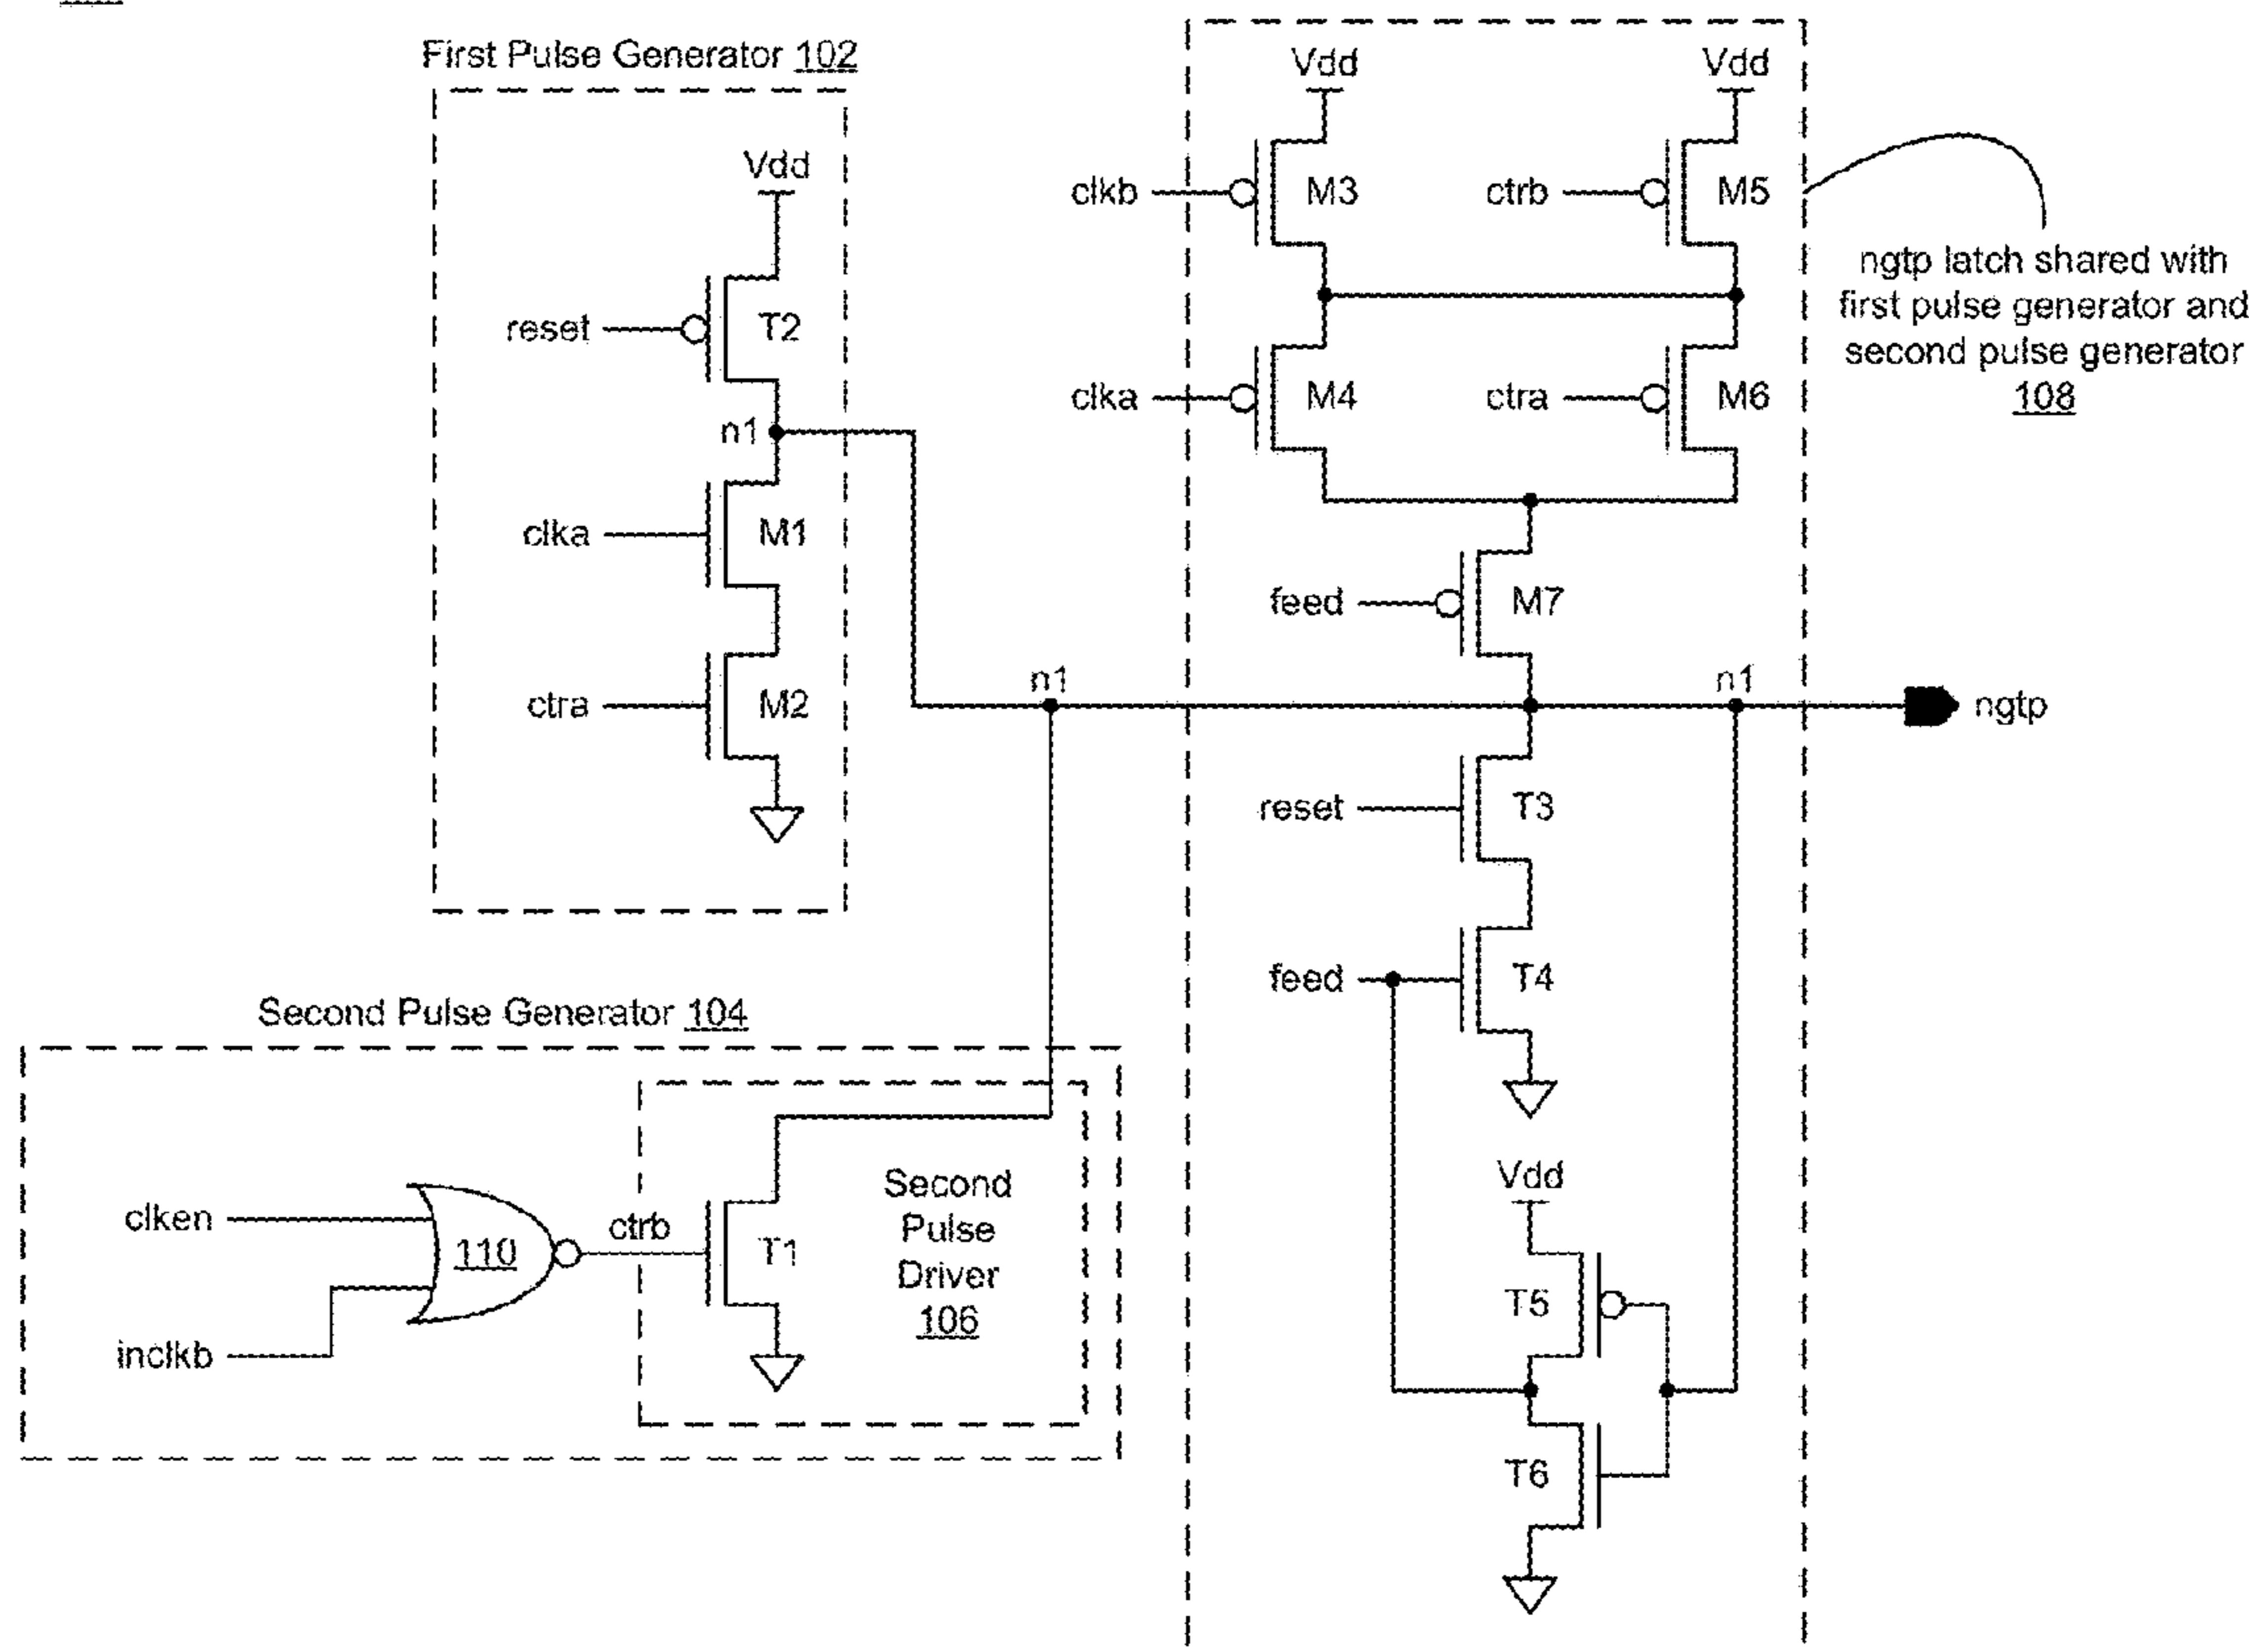 First Pulse Generator 102
Vdd
reset
T2
n1
clka
M1
ctra
M2
Vdd
Vdd
clkb
M3
ctrb
M5
clka
M4
ctra
M6
ngtp latch shared with
first pulse generator and
second pulse generator
108
feed
M7
n1
n1
ngtp
reset
T3
feed
T4
Vdd
T5
T6
Second Pulse Generator 104
clken
inclkb
110
ctrb
T1
Second
Pulse
Driver
106